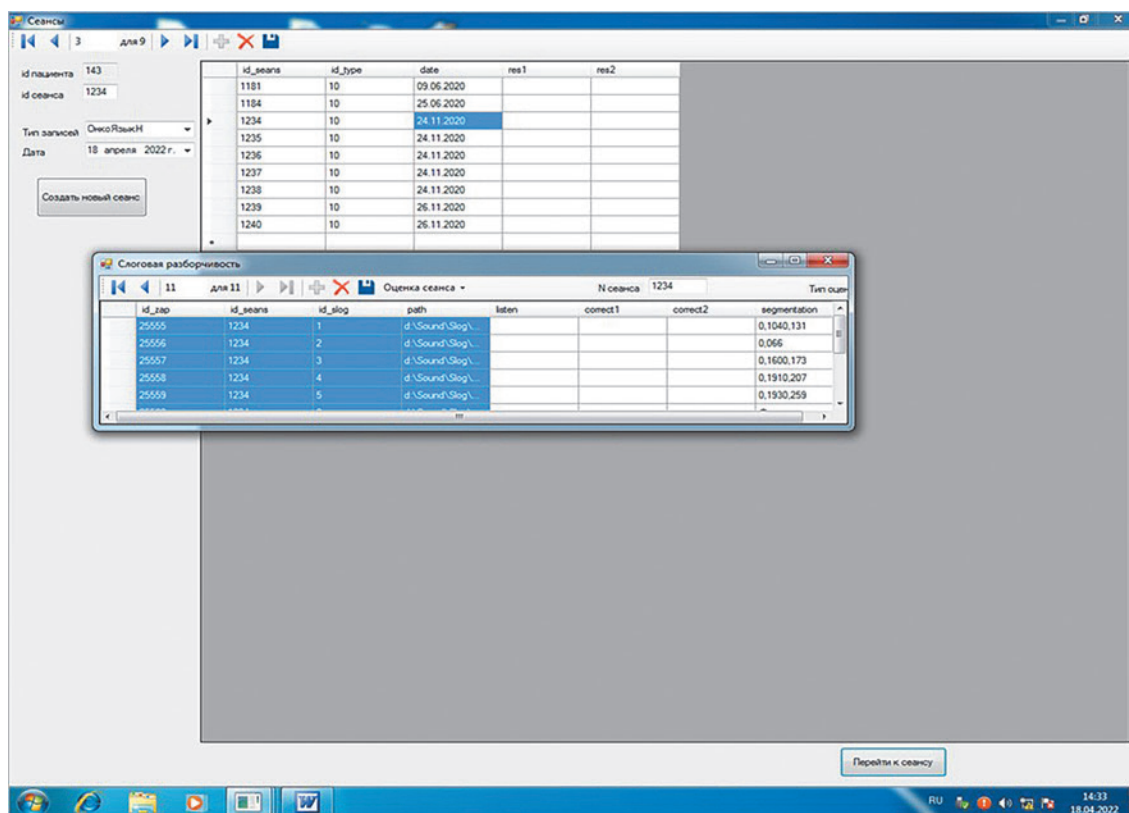 Сеансы
3 для 9
id пациента 143
id сеанса 1234
Тип записей ОнкоЯзыкН
Дата 18 апреля 2022 г.
Создать новый сеанс
id_seans id_type date res1 res2
1181 10 09.06.2020
1184 10 25.06.2020
1234 10 24.11.2020
1235 10 24.11.2020
1236 10 24.11.2020
1237 10 24.11.2020
1238 10 24.11.2020
1239 10 26.11.2020
1240 10 26.11.2020
Слоговая разборчивость
11 для 11 Оценка сеанса N сеанса 1234 Тип оцен
id_zap id_seans id_slog path listen correct1 correct2 segmentation
25555 1234 1 d:\Sound\Slog\... 0,1040,131
25556 1234 2 d:\Sound\Slog\... 0,066
25557 1234 3 d:\Sound\Slog\... 0,1600,173
25558 1234 4 d:\Sound\Slog\... 0,1910,207
25559 1234 5 d:\Sound\Slog\... 0,1930,259
Перейти к сеансу
RU 14:33
18.04.2022